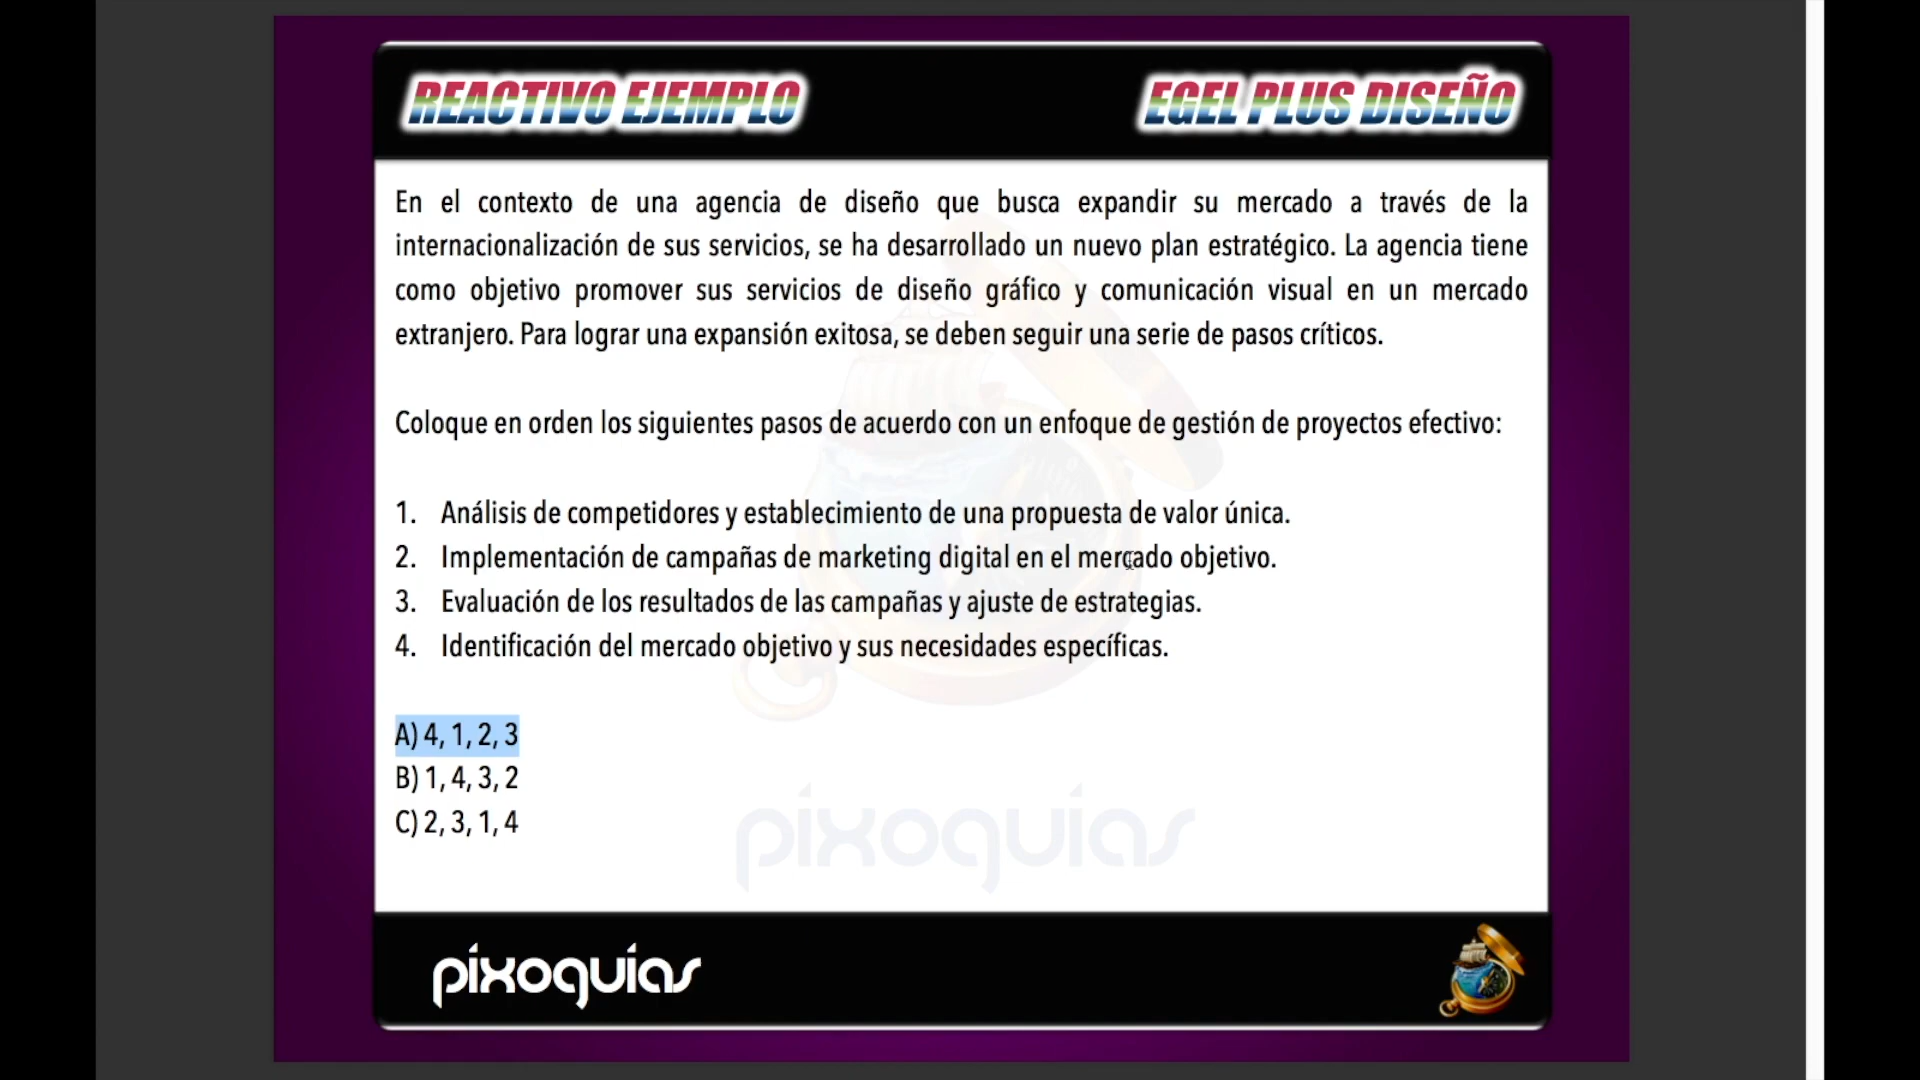 REACTIVO EJEMPLO
EGEL PLUS DISEÑO
En el contexto de una agencia de diseño que busca expandir su mercado a través de la
internacionalización de sus servicios, se ha desarrollado un nuevo plan estratégico. La agencia tiene
como objetivo promover sus servicios de diseño gráfico y comunicación visual en un mercado
extranjero. Para lograr una expansión exitosa, se deben seguir una serie de pasos críticos.
Coloque en orden los siguientes pasos de acuerdo con un enfoque de gestión de proyectos efectivo:
1. Análisis de competidores y establecimiento de una propuesta de valor única.
2. Implementación de campañas de marketing digital en el mercado objetivo.
3. Evaluación de los resultados de las campañas y ajuste de estrategias.
4. Identificación del mercado objetivo y sus necesidades específicas.
A) 4, 1, 2, 3
B) 1, 4, 3, 2
C) 2, 3, 1, 4
pixoguías
pixoguías